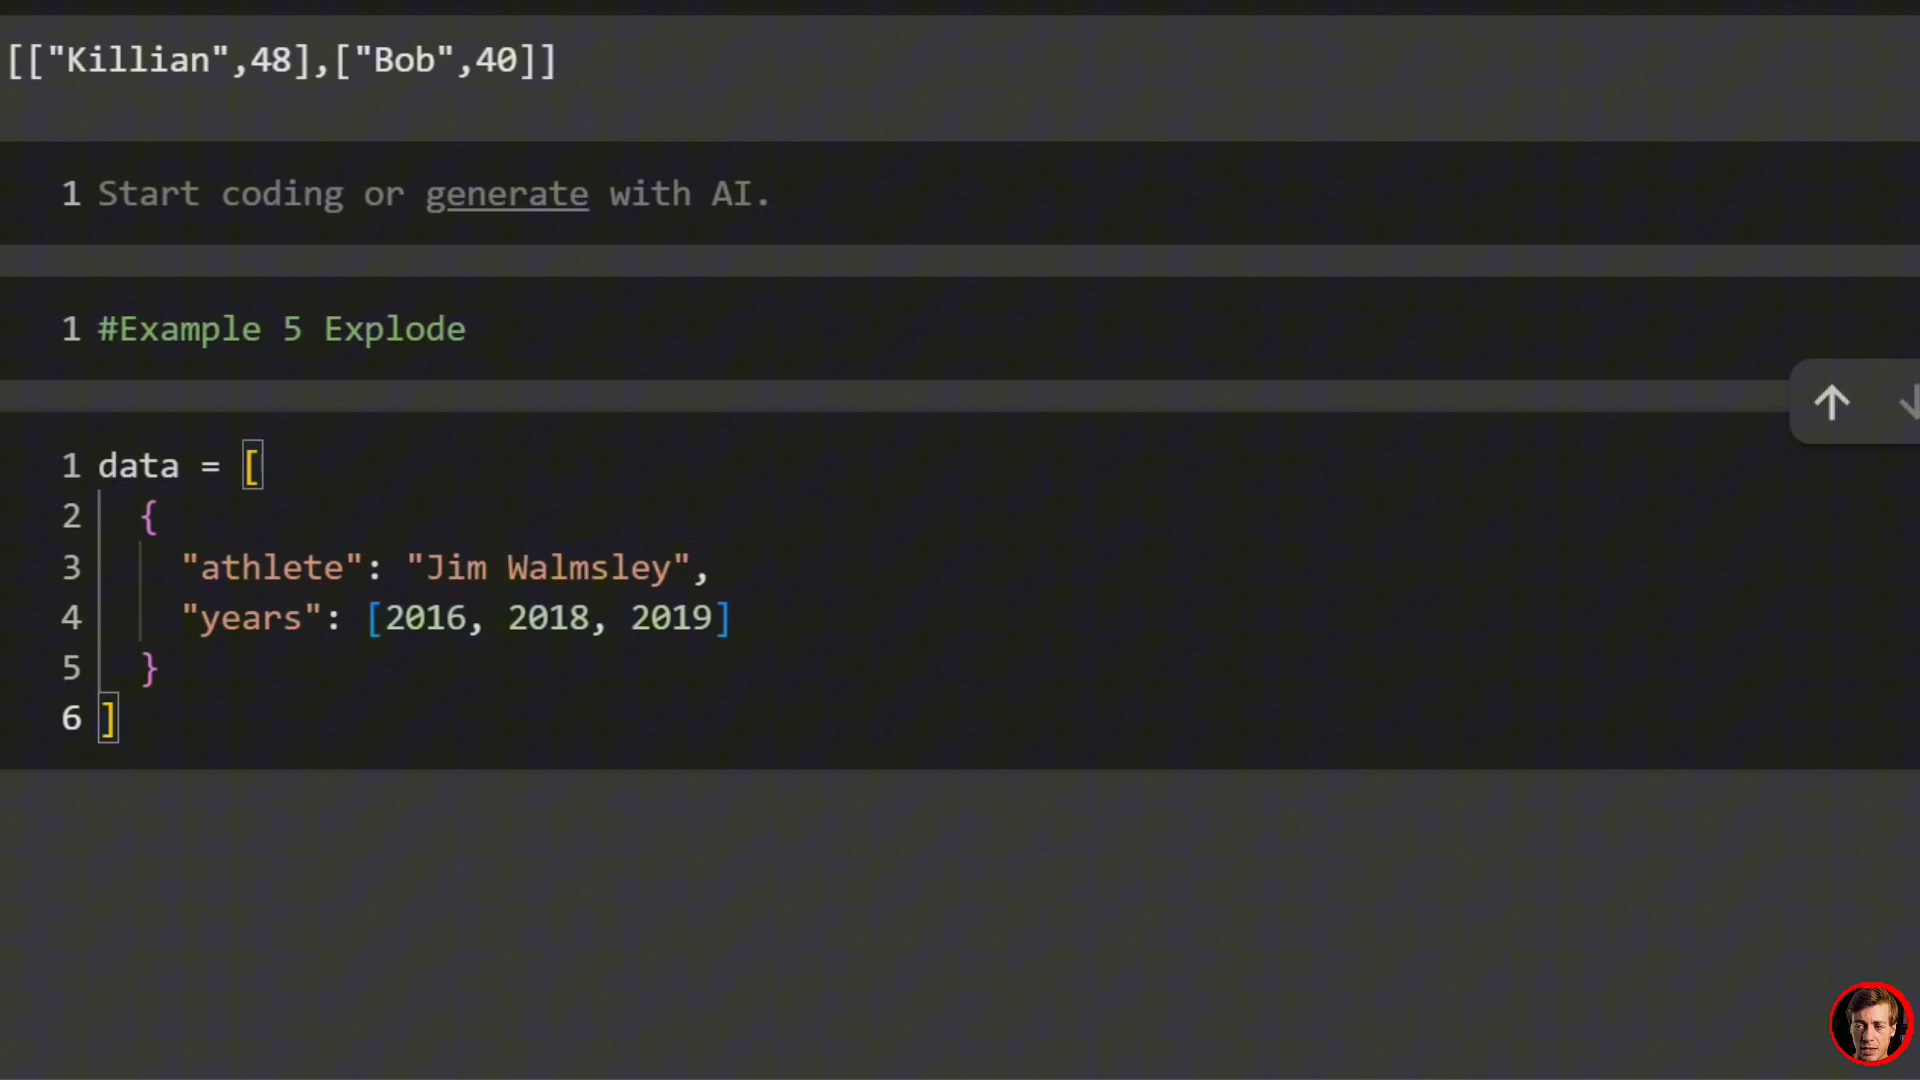 [["Killian",48],["Bob",40]]
1 Start coding or generate with AI.
1 #Example 5 Explode
1 data = [
2 {
3 "athlete": "Jim Walmsley",
4 "years": [2016, 2018, 2019]
5 }
6 ]